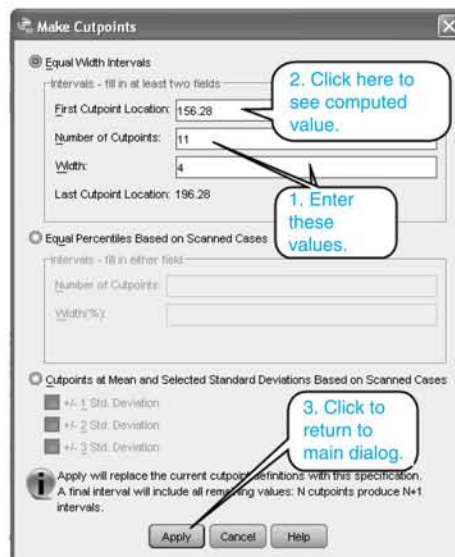 Make Cutpoints
Equal Width Intervals
Intervals - fill in at least two fields
First Cutpoint Location: 156.28
Number of Cutpoints: 11
Width: 4
Last Cutpoint Location: 196.28
2. Click here to
see computed
value.
1. Enter
these
values.
Equal Percentiles Based on Scanned Cases
Intervals - fill in either field
Number of Cutpoints:
Width(%):
Cutpoints at Mean and Selected Standard Deviations Based on Scanned Cases
+/- 1 Std. Deviation
+/- 2 Std. Deviation
+/- 3 Std. Deviation
3. Click to
return to
main dialog.
Apply will replace the current cutpoint definitions with this specification.
A final interval will include all remaining values: N cutpoints produce N+1
intervals.
Apply Cancel Help